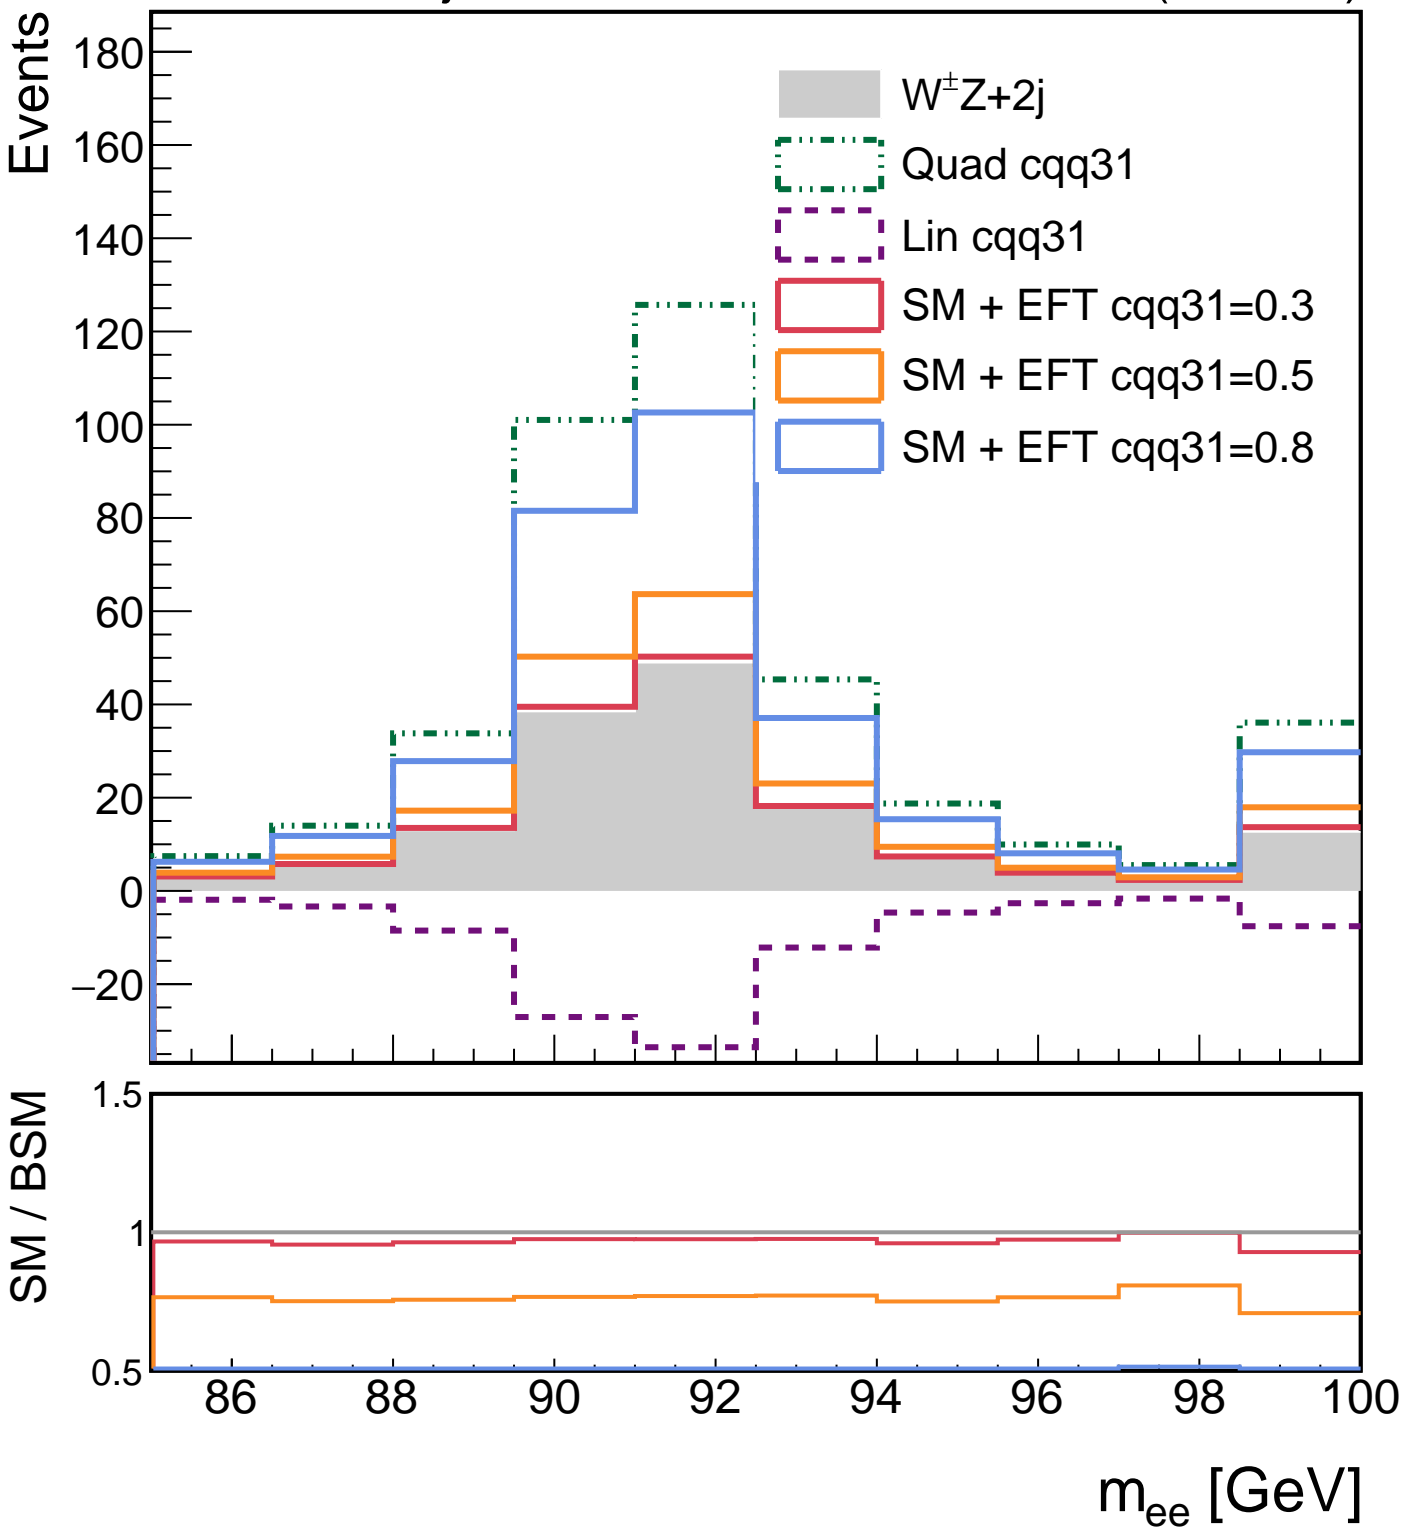 Events
180
160
140
120
100
80
60
40
20
0
−20
W±Z+2j
Quad cqq31
Lin cqq31
SM + EFT cqq31=0.3
SM + EFT cqq31=0.5
SM + EFT cqq31=0.8
SM / BSM
1.5
1
0.5
86 88 90 92 94 96 98 100
mee [GeV]